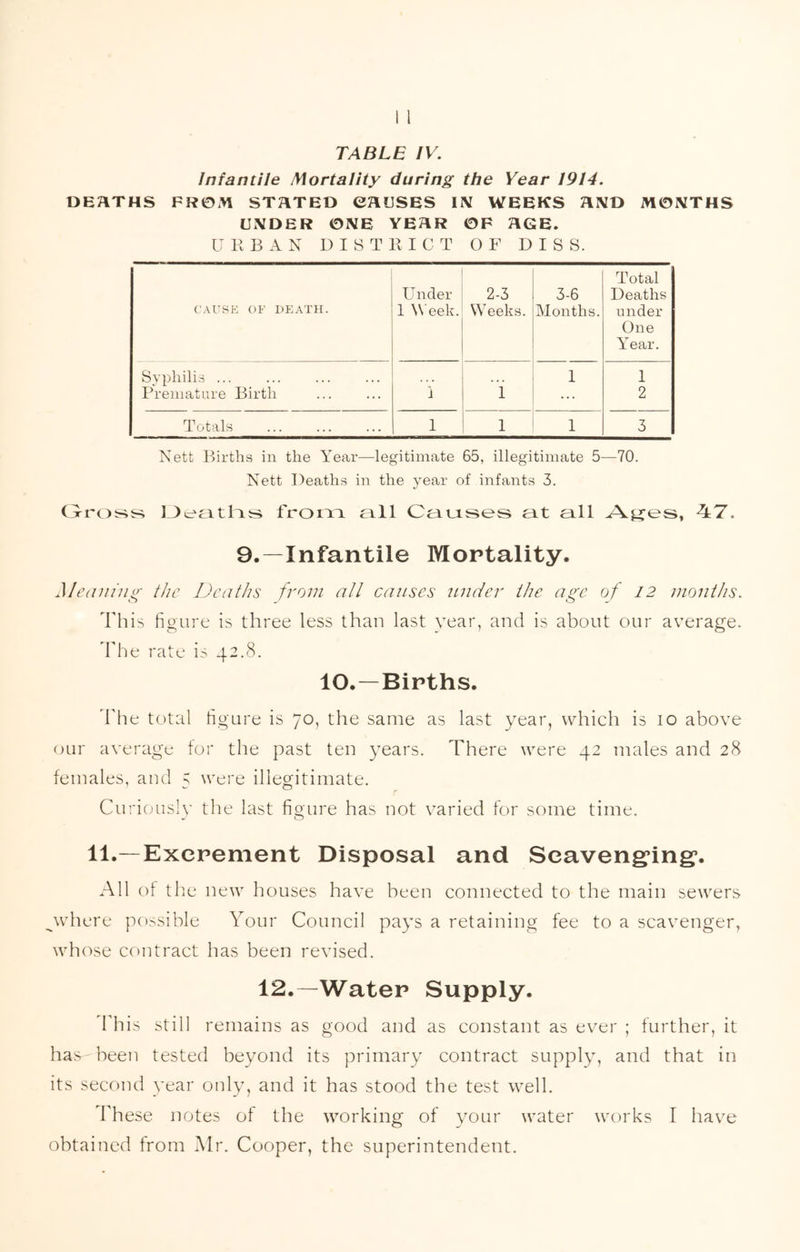 11
TABLE IV.
Infantile Mortality during the Year 1914.
DEATHS FROM STATED CAUSES IN WEEKS AND MONTHS
UNDER ONE YEAR OF AGE.
URBAN DISTRICT OF DISS.
CAUSE OF DEATH. | Under 1 Week. | 2-3 Weeks. | 3-6 Months. | Total Deaths under One Year.
Syphilis ... ... ... ... | ... | ... | 1 | 1
Premature Birth ... ... | 1 | 1 | ... | 2
Totals ... ... ... | 1 | 1 | 1 | 3
Nett Births in the Year—legitimate 65, illegitimate 5—70.
Nett Deaths in the year of infants 3.
Gross Deaths from all Causes at all Ages, 47.
9.—Infantile Mortality.
Meaning the Deaths from all causes under the age of 12 months.
This figure is three less than last year, and is about our average.
The rate is 42.8.
10.—Births.
The total figure is 70, the same as last year, which is 10 above
our average for the past ten years. There were 42 males and 28
females, and 5 were illegitimate.
Curiously the last figure has not varied for some time.
11.—Excrement Disposal and Scavenging.
All of the new houses have been connected to the main sewers
where possible Your Council pays a retaining fee to a scavenger,
whose contract has been revised.
12.—Water Supply.
This still remains as good and as constant as ever ; further, it
has been tested beyond its primary contract supply, and that in
its second year only, and it has stood the test well.
These notes of the working of your water works I have
obtained from Mr. Cooper, the superintendent.